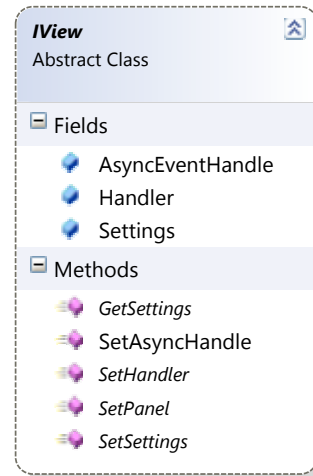 IView
Abstract Class
Fields
AsyncEventHandle
Handler
Settings
Methods
GetSettings
SetAsyncHandle
SetHandler
SetPanel
SetSettings